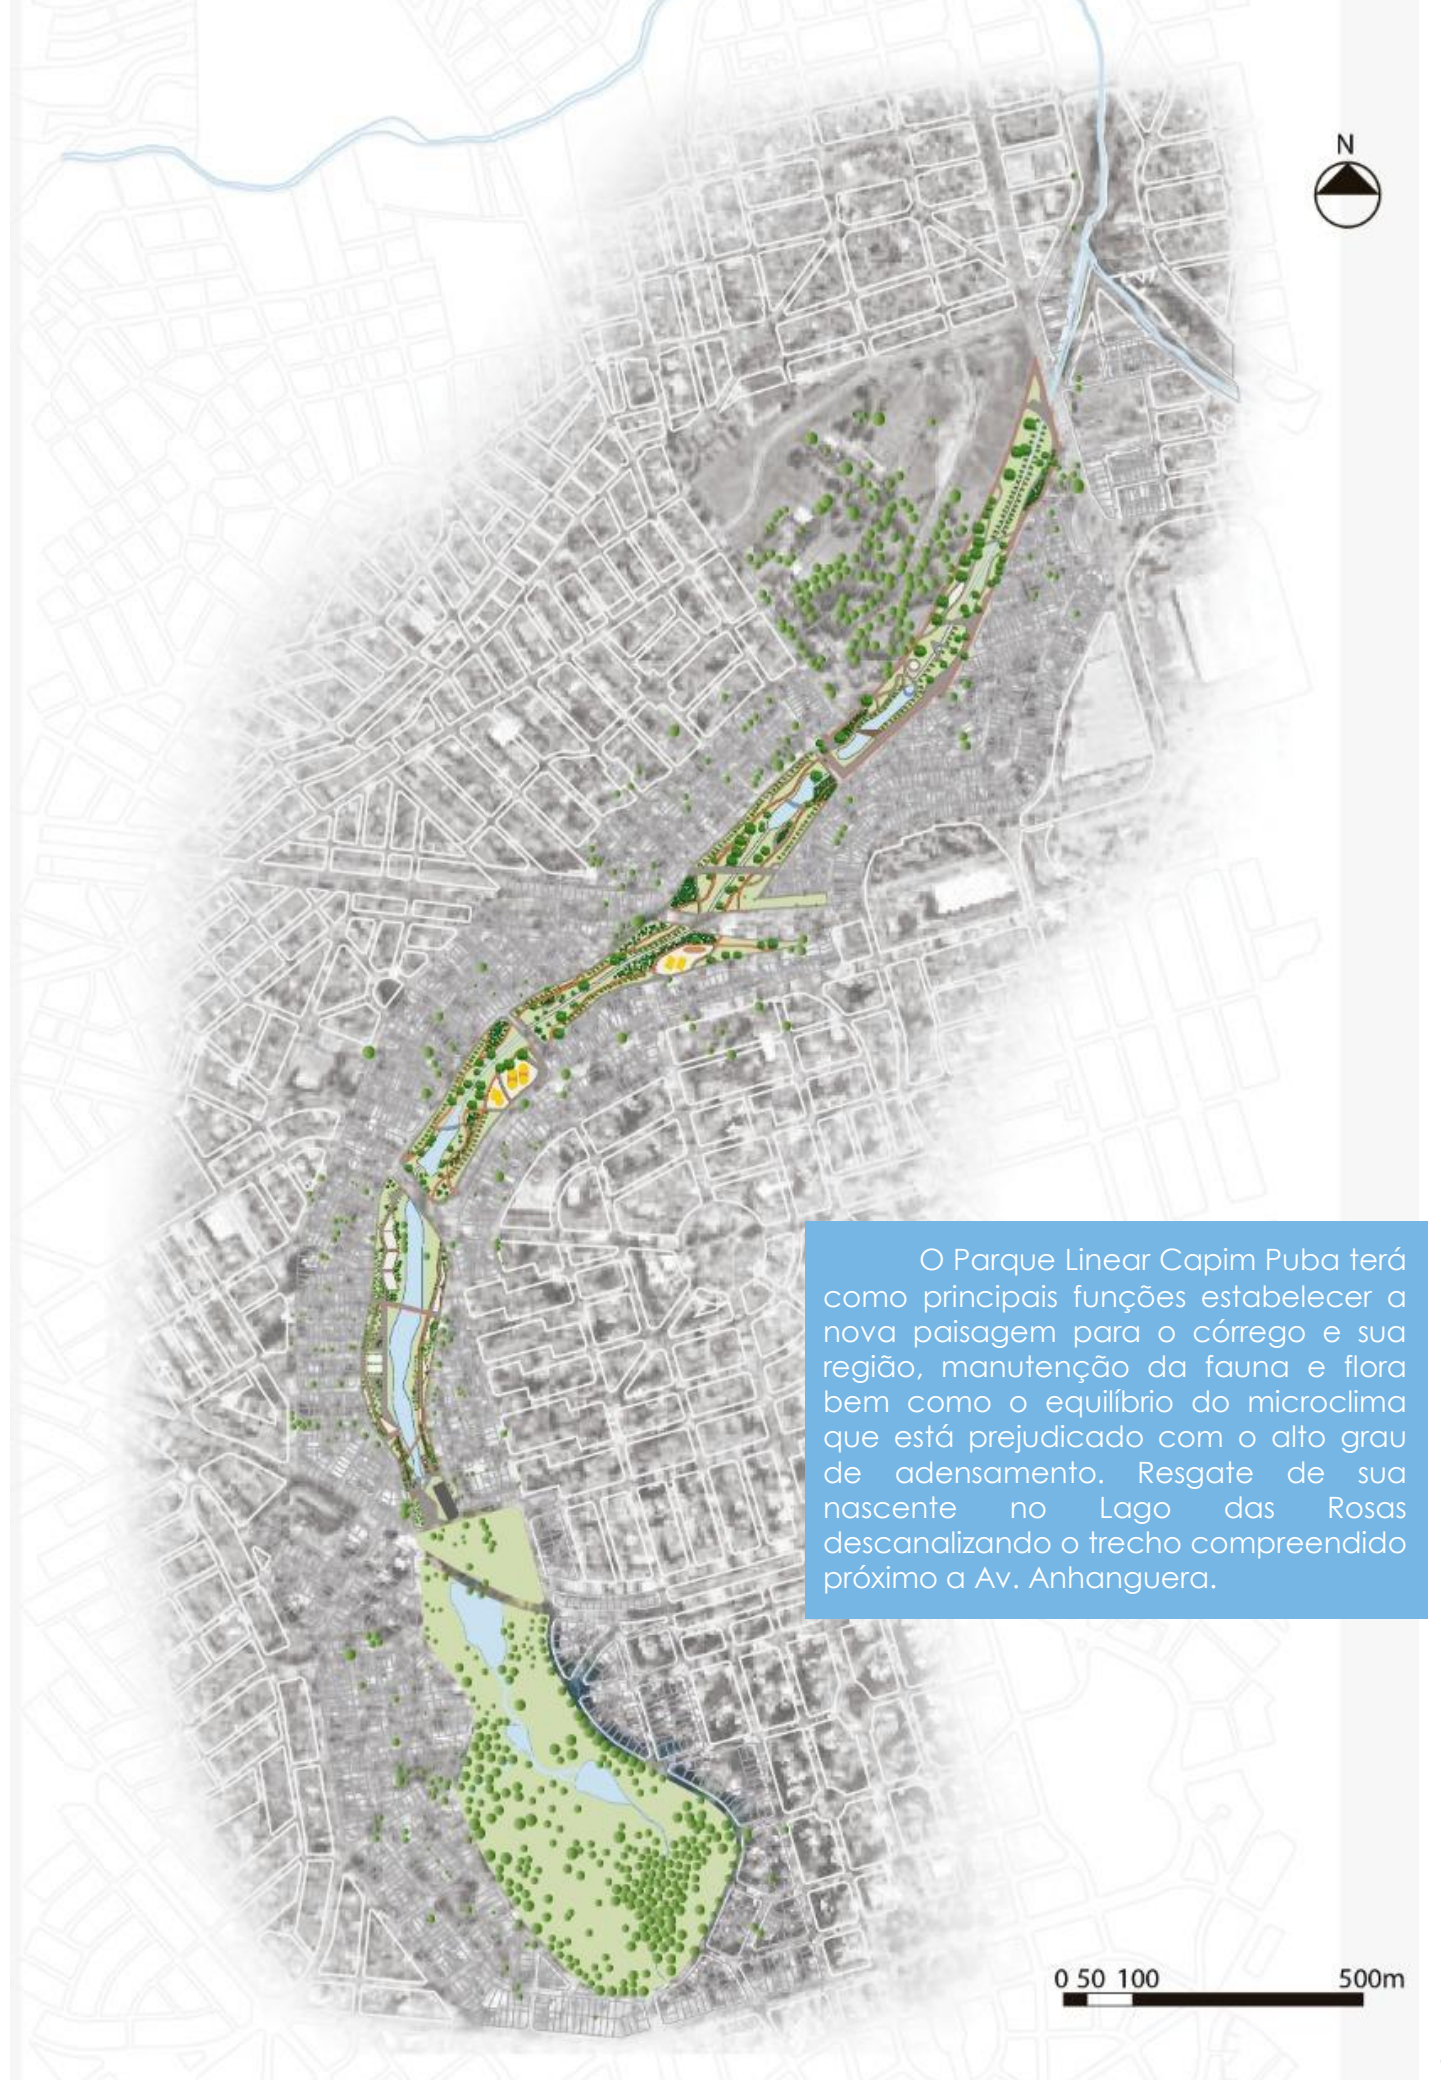 N
O Parque Linear Capim Puba terá
como principais funções estabelecer a
nova paisagem para o córrego e sua
região, manutenção da fauna e flora
bem como o equilíbrio do microclima
que está prejudicado com o alto grau
de adensamento. Resgate de sua
nascente no Lago das Rosas
descanalizando o trecho compreendido
próximo a Av. Anhanguera.
0 50 100 500m